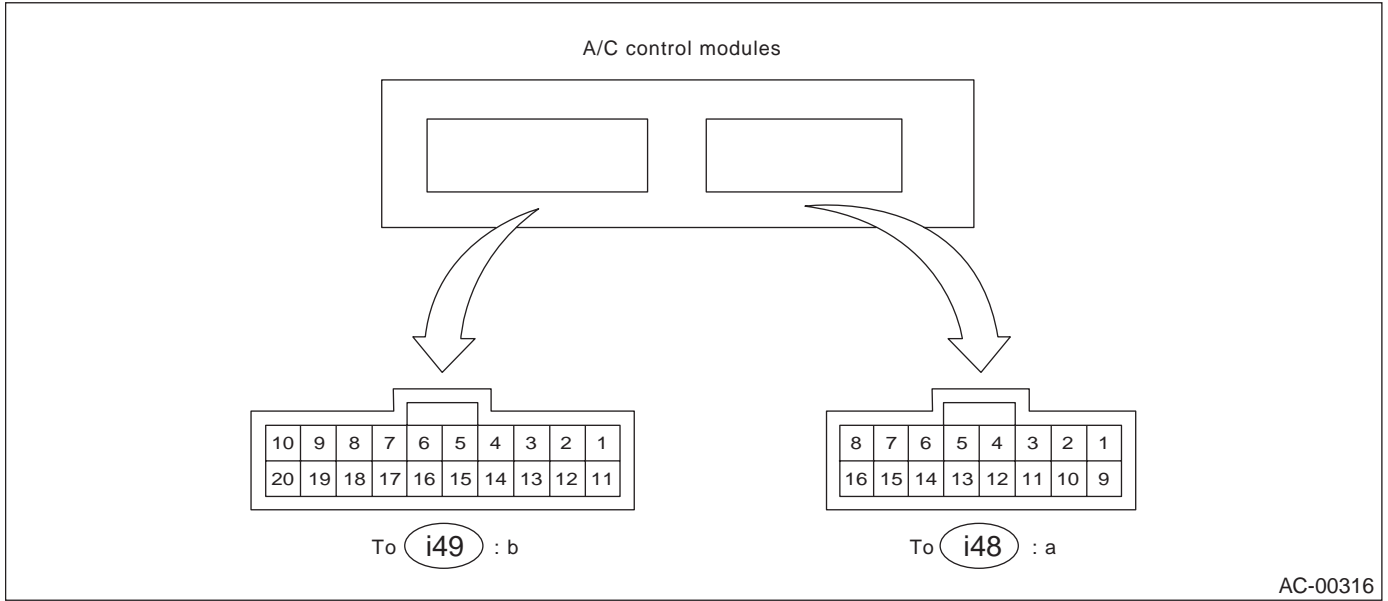 A/C control modules
10 9 8 7 6 5 4 3 2 1
20 19 18 17 16 15 14 13 12 11
To i49 : b
8 7 6 5 4 3 2 1
16 15 14 13 12 11 10 9
To i48 : a
AC-00316